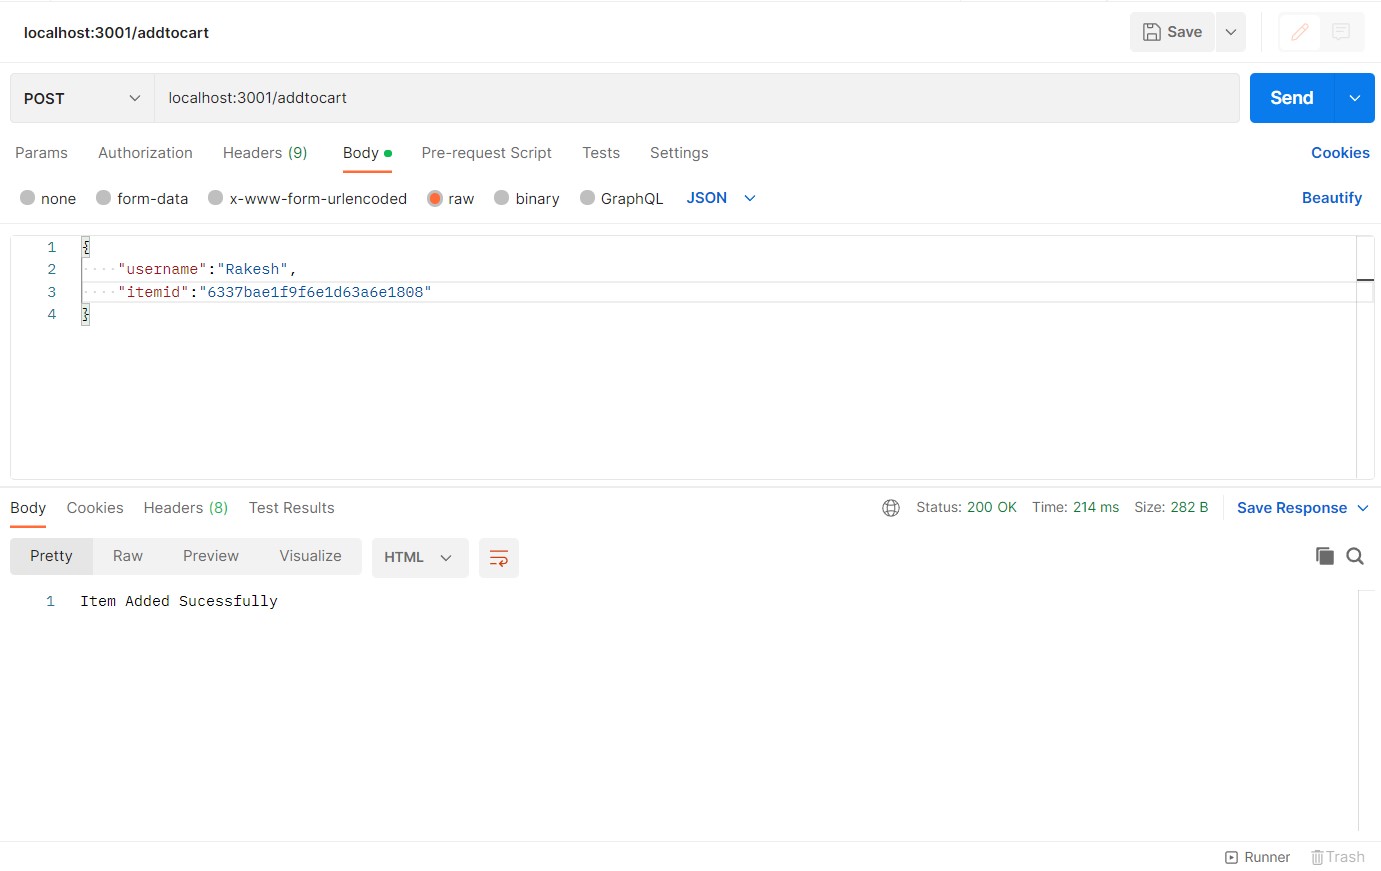 localhost:3001/addtocart
Save
POST
localhost:3001/addtocart
Send
Params Authorization Headers (9) Body Pre-request Script Tests Settings Cookies
none form-data x-www-form-urlencoded raw binary GraphQL JSON Beautify
1 {
2 ····"username":"Rakesh",
3 ····"itemid":"6337bae1f9f6e1d63a6e1808"
4 }
Body Cookies Headers (8) Test Results Status: 200 OK Time: 214 ms Size: 282 B Save Response
Pretty Raw Preview Visualize HTML
1 Item Added Sucessfully
Runner Trash